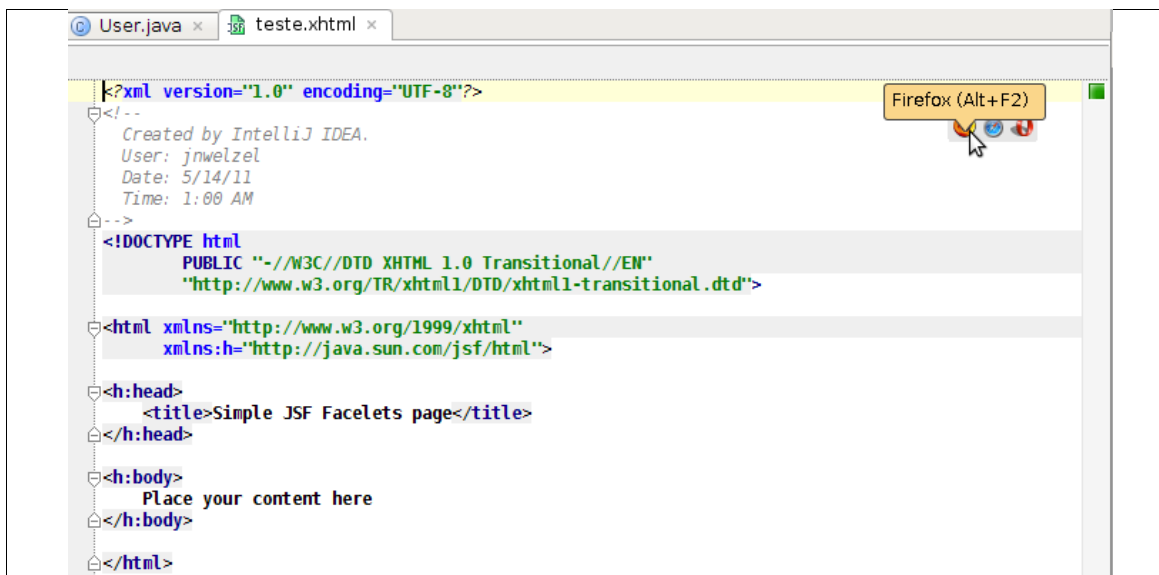 User.java
teste.xhtml
<?xml version="1.0" encoding="UTF-8"?>
Firefox (Alt+F2)
<!--
Created by IntelliJ IDEA.
User: jnwelzel
Date: 5/14/11
Time: 1:00 AM
-->
<!DOCTYPE html
PUBLIC "-//W3C//DTD XHTML 1.0 Transitional//EN"
"http://www.w3.org/TR/xhtml1/DTD/xhtml1-transitional.dtd">
<html xmlns="http://www.w3.org/1999/xhtml"
xmlns:h="http://java.sun.com/jsf/html">
<h:head>
<title>Simple JSF Facelets page</title>
</h:head>
<h:body>
Place your content here
</h:body>
</html>